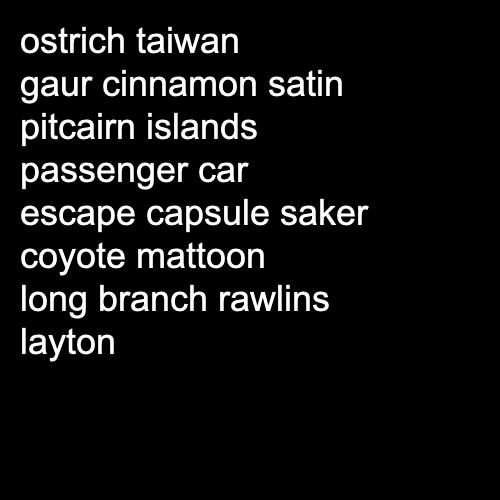 ostrich taiwan
gaur cinnamon satin
pitcairn islands
passenger car
escape capsule saker
coyote mattoon
long branch rawlins
layton